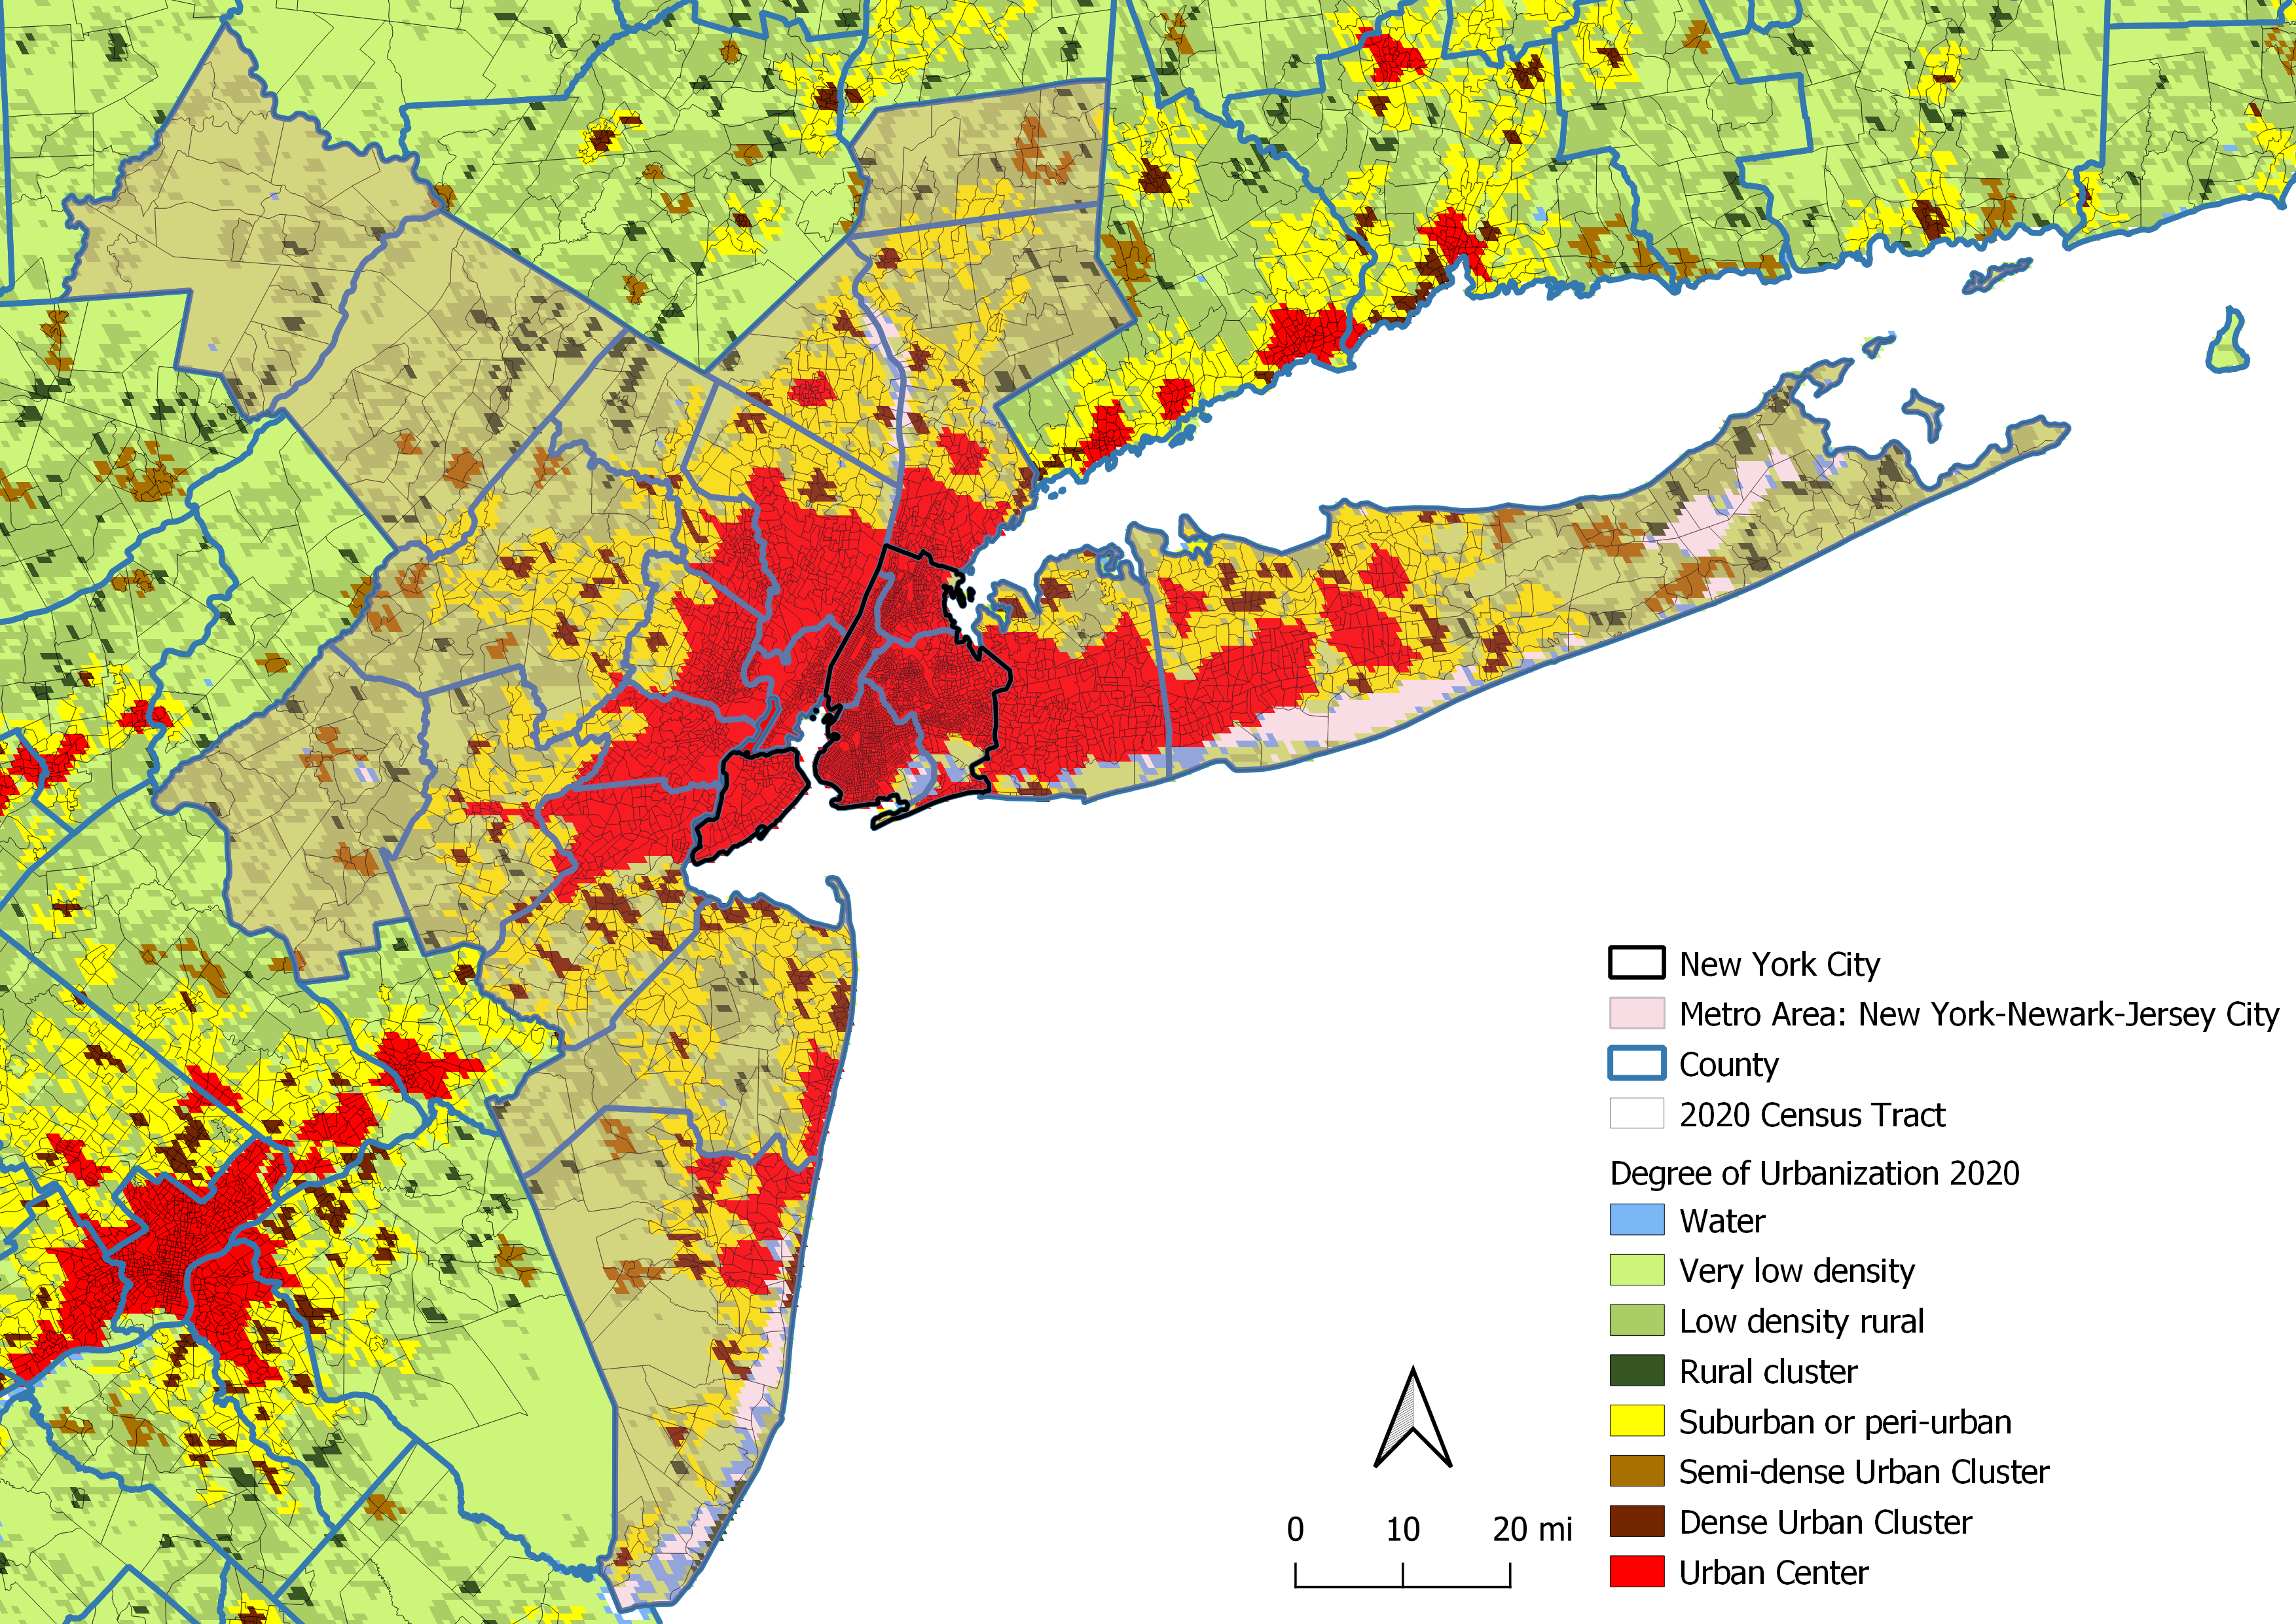 New York City
Metro Area: New York-Newark-Jersey City
County
2020 Census Tract
Degree of Urbanization 2020
Water
Very low density
Low density rural
Rural cluster
Suburban or peri-urban
Semi-dense Urban Cluster
Dense Urban Cluster
Urban Center
0 10 20 mi